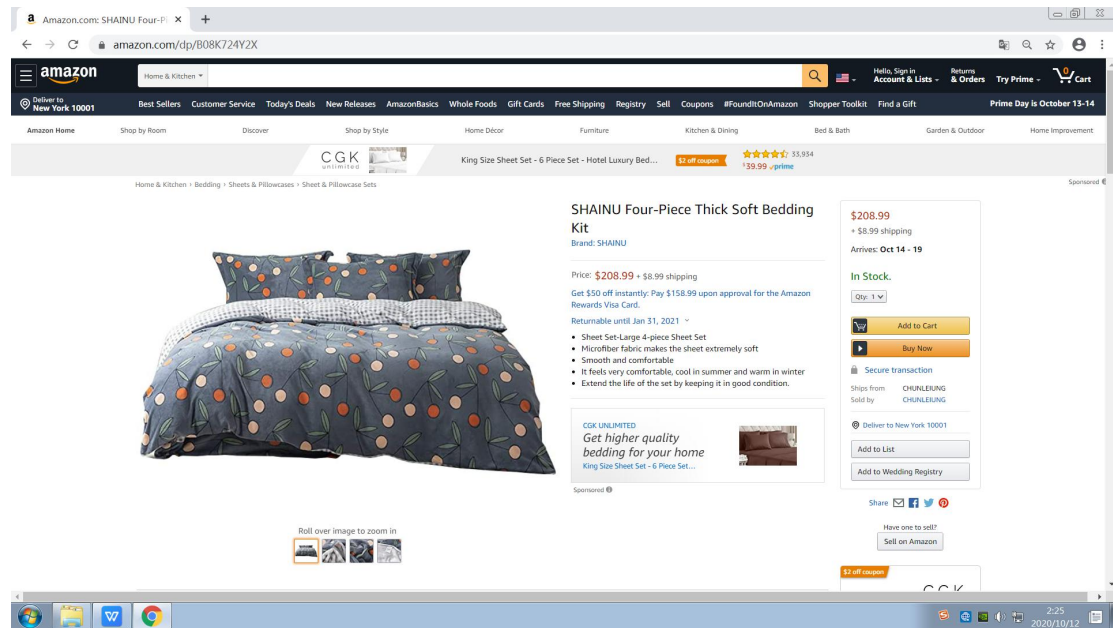 Amazon.com: SHAINU Four-Pi
amazon.com/dp/B08K724Y2X
amazon
Home & Kitchen
Hello, Sign in
Account & Lists
Returns
& Orders
Try Prime
0
Cart
Deliver to
New York 10001
Best Sellers Customer Service Today's Deals New Releases AmazonBasics Whole Foods Gift Cards Free Shipping Registry Sell Coupons #FoundItOnAmazon Shopper Toolkit Find a Gift
Prime Day is October 13-14
Amazon Home Shop by Room Discover Shop by Style Home Décor Furniture Kitchen & Dining Bed & Bath Garden & Outdoor Home Improvement
CGK
unlimited
King Size Sheet Set - 6 Piece Set - Hotel Luxury Bed...
$2 off coupon
33,934
$39.99 prime
Sponsored
Home & Kitchen › Bedding › Sheets & Pillowcases › Sheet & Pillowcase Sets
SHAINU Four-Piece Thick Soft Bedding
Kit
Brand: SHAINU
Price: $208.99 + $8.99 shipping
Get $50 off instantly: Pay $158.99 upon approval for the Amazon
Rewards Visa Card.
Returnable until Jan 31, 2021
• Sheet Set-Large 4-piece Sheet Set
• Microfiber fabric makes the sheet extremely soft
• Smooth and comfortable
• It feels very comfortable, cool in summer and warm in winter
• Extend the life of the set by keeping it in good condition.
CGK UNLIMITED
Get higher quality
bedding for your home
King Size Sheet Set - 6 Piece Set...
Sponsored
Roll over image to zoom in
$208.99
+ $8.99 shipping
Arrives: Oct 14 - 19
In Stock.
Qty: 1
Add to Cart
Buy Now
Secure transaction
Ships from CHUNLEIUNG
Sold by CHUNLEIUNG
Deliver to New York 10001
Add to List
Add to Wedding Registry
Share
Have one to sell?
Sell on Amazon
$2 off coupon
2:25
2020/10/12